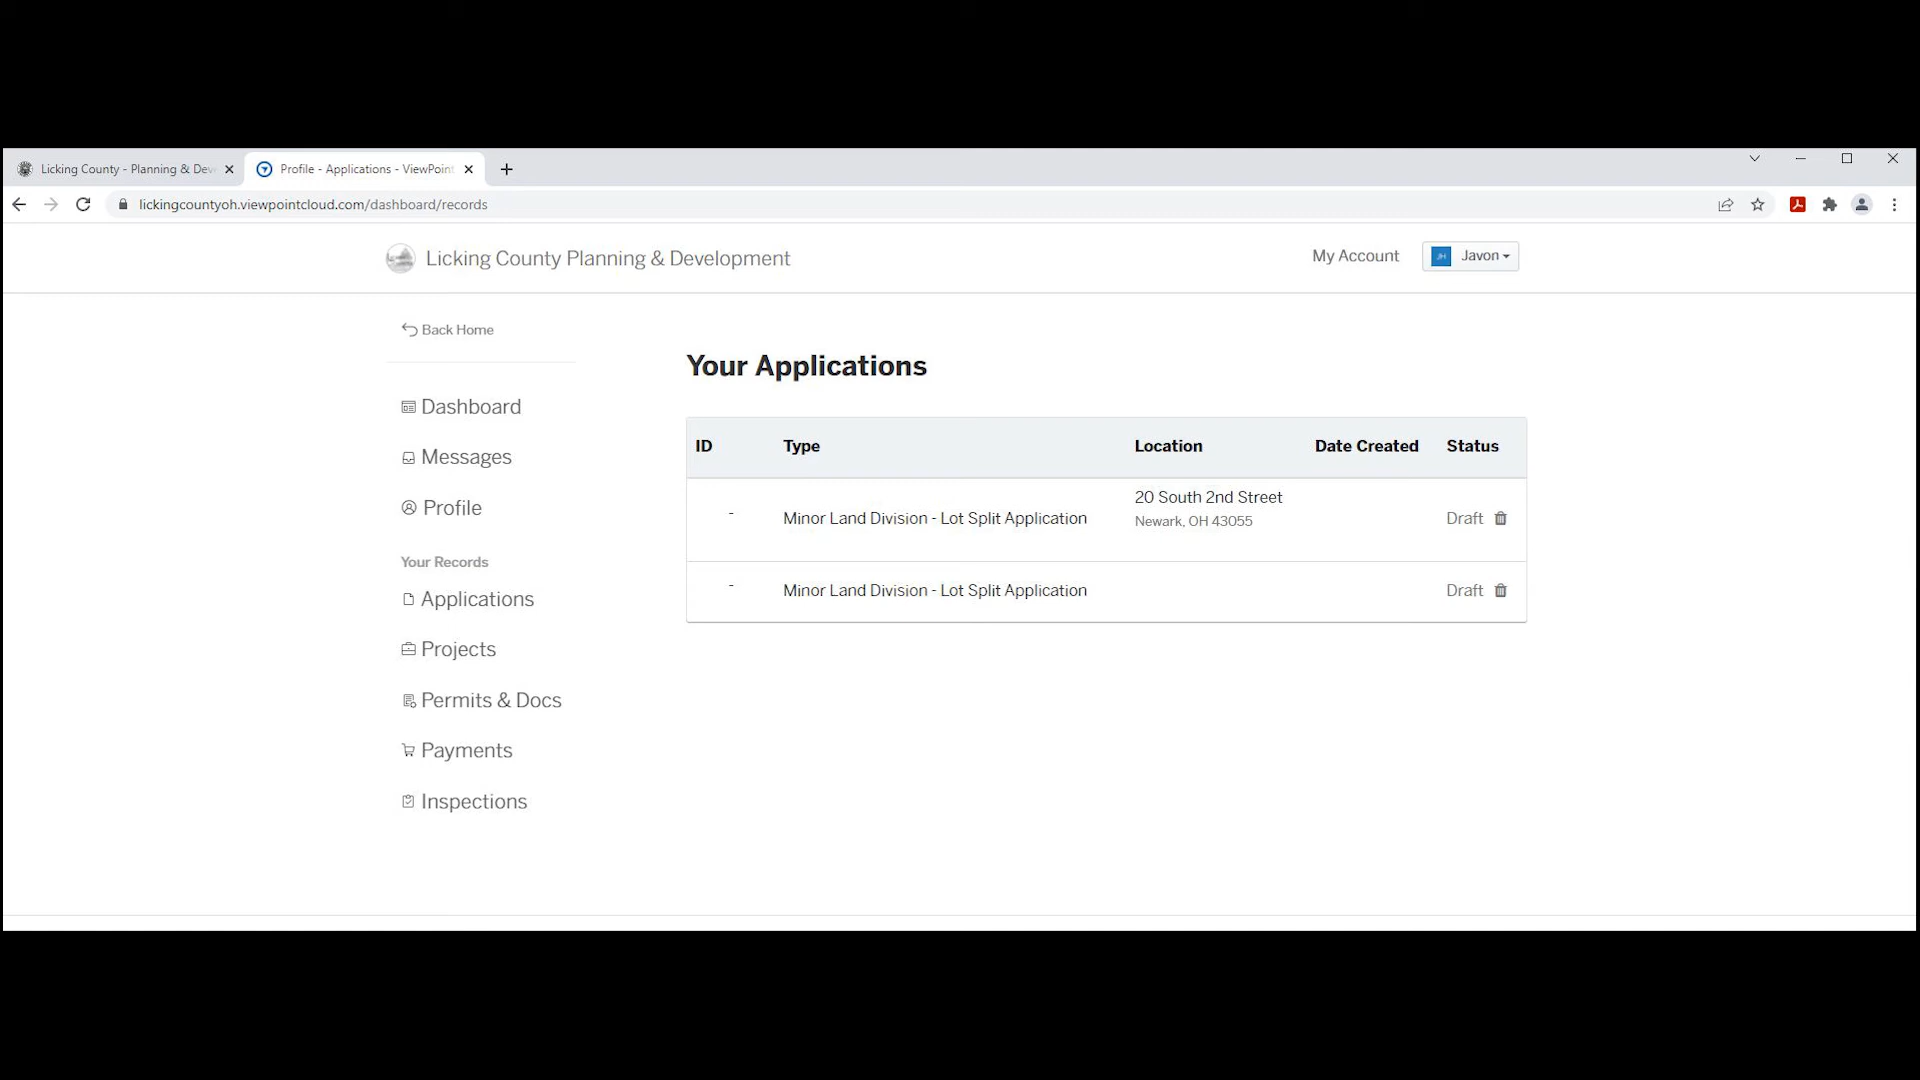 Licking County - Planning & Dev
Profile - Applications - ViewPoint
lickingcountyoh.viewpointcloud.com/dashboard/records
Licking County Planning & Development
My Account
JH
Javon
Back Home
Dashboard
Messages
Profile
Your Records
Applications
Projects
Permits & Docs
Payments
Inspections
Your Applications
ID Type Location Date Created Status
- Minor Land Division - Lot Split Application 20 South 2nd Street Draft
Newark, OH 43055
- Minor Land Division - Lot Split Application Draft